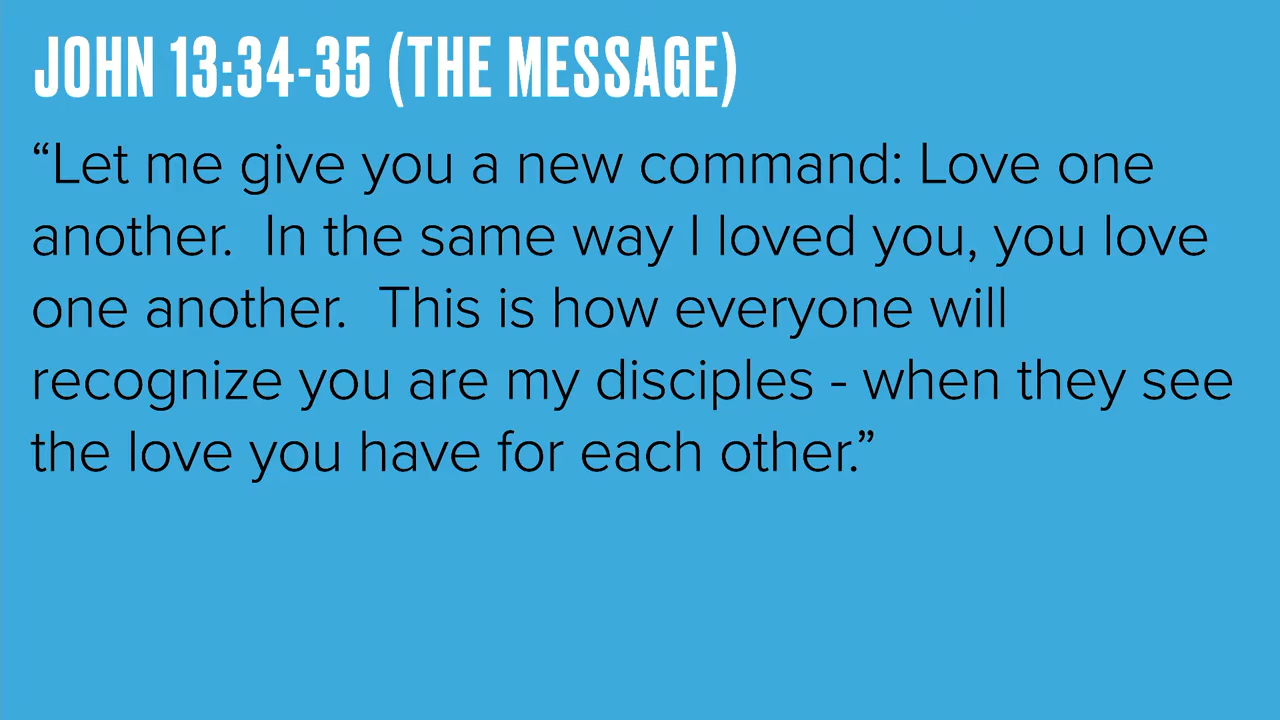 JOHN 13:34-35 (THE MESSAGE)
“Let me give you a new command: Love one
another.  In the same way I loved you, you love
one another.  This is how everyone will
recognize you are my disciples - when they see
the love you have for each other.”